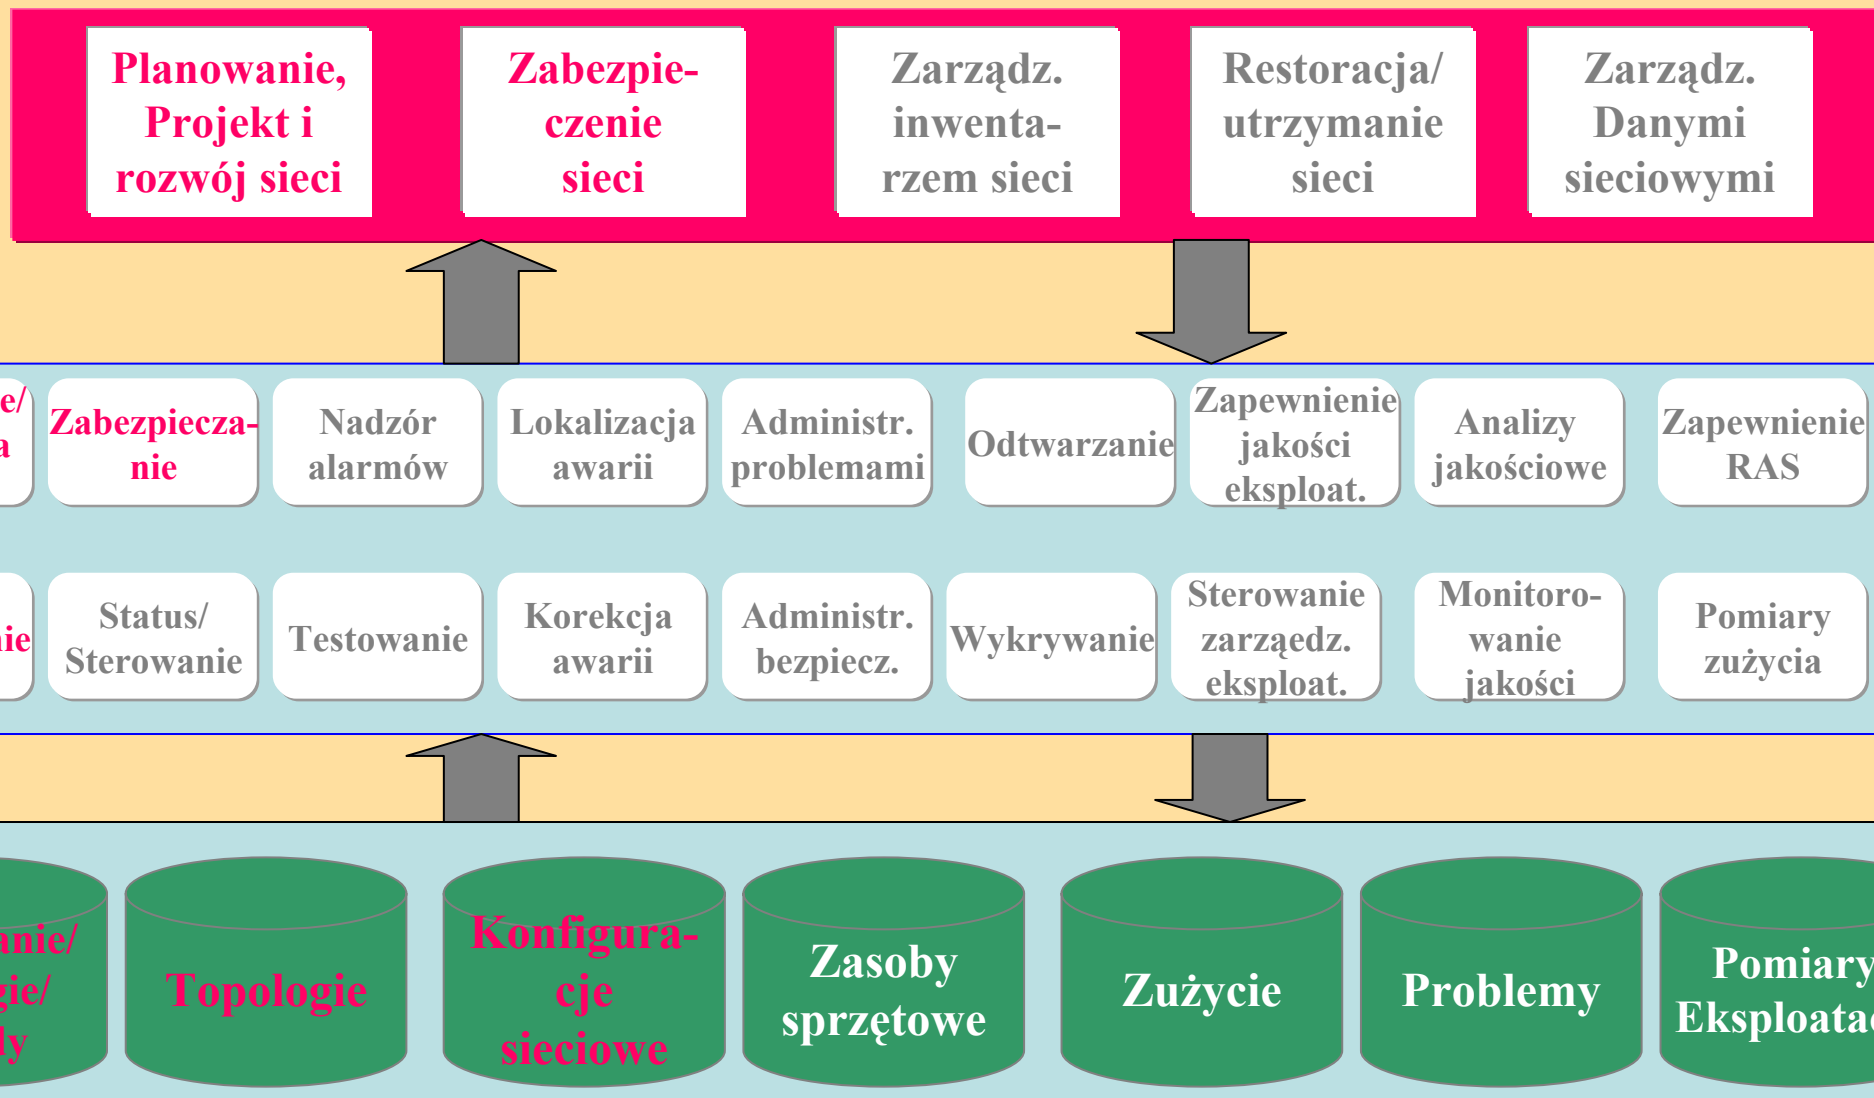 Planowanie,
Projekt i
rozwój sieci
Zabezpie-
czenie
sieci
Zarządz.
inwenta-
rzem sieci
Restoracja/
utrzymanie
sieci
Zarządz.
Danymi
sieciowymi
Zabezpiecza-
nie
Nadzór
alarmów
Lokalizacja
awarii
Administr.
problemami
Odtwarzanie
Zapewnienie
jakości
eksploat.
Analizy
jakościowe
Zapewnienie
RAS
Status/
Sterowanie
Testowanie
Korekcja
awarii
Administr.
bezpiecz.
Wykrywanie
Sterowanie
zarząedz.
eksploat.
Monitoro-
wanie
jakości
Pomiary
zużycia
Topologie
Konfigura-
cje
sieciowe
Zasoby
sprzętowe
Zużycie
Problemy
Pomiary